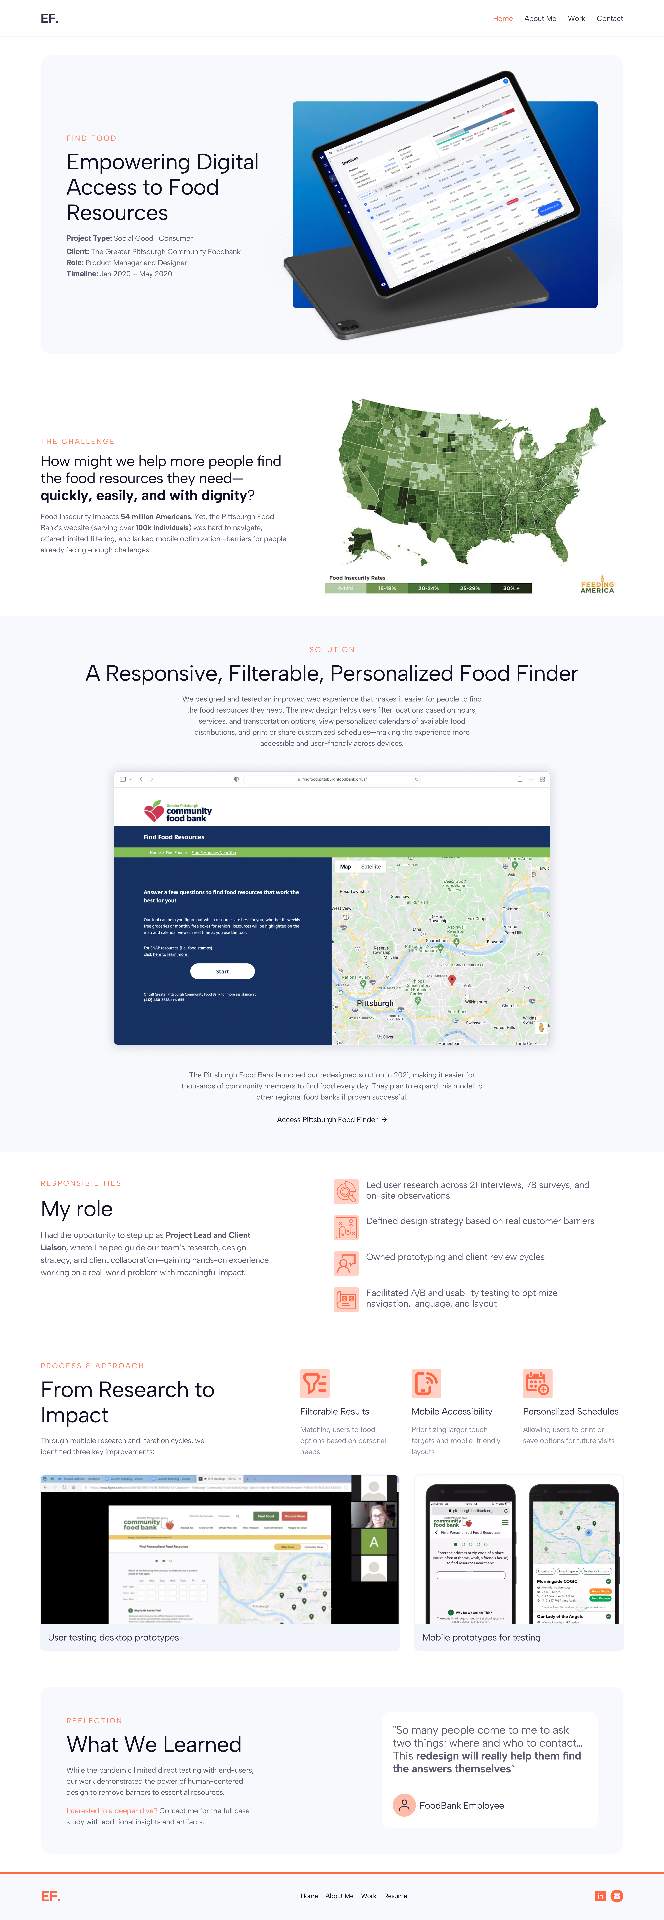 EF.
Home About Me Work Contact
FIND FOOD
Empowering Digital
Access to Food
Resources
Project Type: Social Good Consumer
Client: The Greater Pittsburgh Community Foodbank
Role: Product Manager and Designer
Timeline: Jan 2020 – May 2020
THE CHALLENGE
How might we help more people find
the food resources they need—
quickly, easily, and with dignity?
Food insecurity impacts 54 million Americans. Yet, the Pittsburgh Food
Bank's website (serving over 100k individuals) was hard to navigate,
offered limited filtering, and lacked mobile optimization—barriers for people
already facing enough challenges.
Food Insecurity Rates
4-14% 15-19% 20-24% 25-29% 30% +
FEEDING
AMERICA
SOLUTION
A Responsive, Filterable, Personalized Food Finder
We designed and tested an improved web experience that makes it easier for people to find
the food resources they need. The new design helps users filter locations based on hours,
services, and transportation options, view personalized calendars of available food
distributions, and print or share customized schedules—making the experience more
accessible and user-friendly across devices.
Greater Pittsburgh
community
food bank
Find Food Resources
Answer a few questions to find food resources that work the
best for you!
Start
Map Satellite
Pittsburgh
The Pittsburgh Food Bank launched our redesigned solution in 2021, making it easier for
thousands of community members to find food every day. They plan to expand this model to
other regional food banks if proven successful.
Access Pittsburgh Food Finder →
RESPONSIBILITIES
My role
I had the opportunity to step up as Project Lead and Client
Liaison, where I helped guide our team's research, design
strategy, and client collaboration—gaining hands-on experience
working on a real-world problem with meaningful impact.
Led user research across 21 interviews, 78 surveys, and
on-site observations
Defined design strategy based on real customer barriers
Owned prototyping and client review cycles
Facilitated A/B and usability testing to optimize
navigation, language, and layout
PROCESS & APPROACH
From Research to
Impact
Through multiple research and iteration cycles, we
identified three key improvements:
Filterable Results
Matching users to food
options based on personal
needs
Mobile Accessibility
Prioritizing larger touch
targets and mobile-friendly
layouts
Personalized Schedules
Allowing users to print or
save options for future visits
community
food bank
A
User testing desktop prototypes
community
food bank
Morningside COGIC
Our Lady of the Angels
Mobile prototypes for testing
REFLECTION
What We Learned
While the pandemic limited direct testing with end-users,
our work demonstrated the power of human-centered
design to remove barriers to essential resources.
Interested in a deeper dive? Contact me for the full case
study with additional insights and artifacts.
"So many people come to me to ask
two things: where and who to contact...
This redesign will really help them find
the answers themselves"
FoodBank Employee
EF.
Home About Me Work Resume